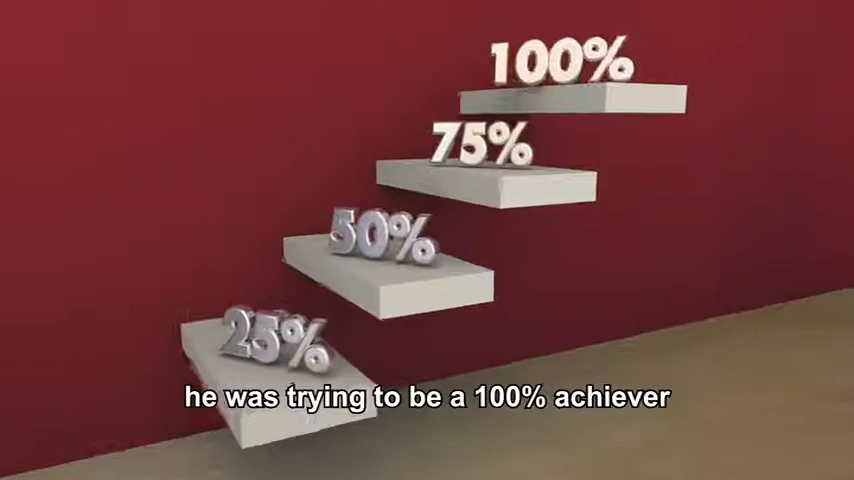 100%
75%
50%
25%
he was trying to be a 100% achiever